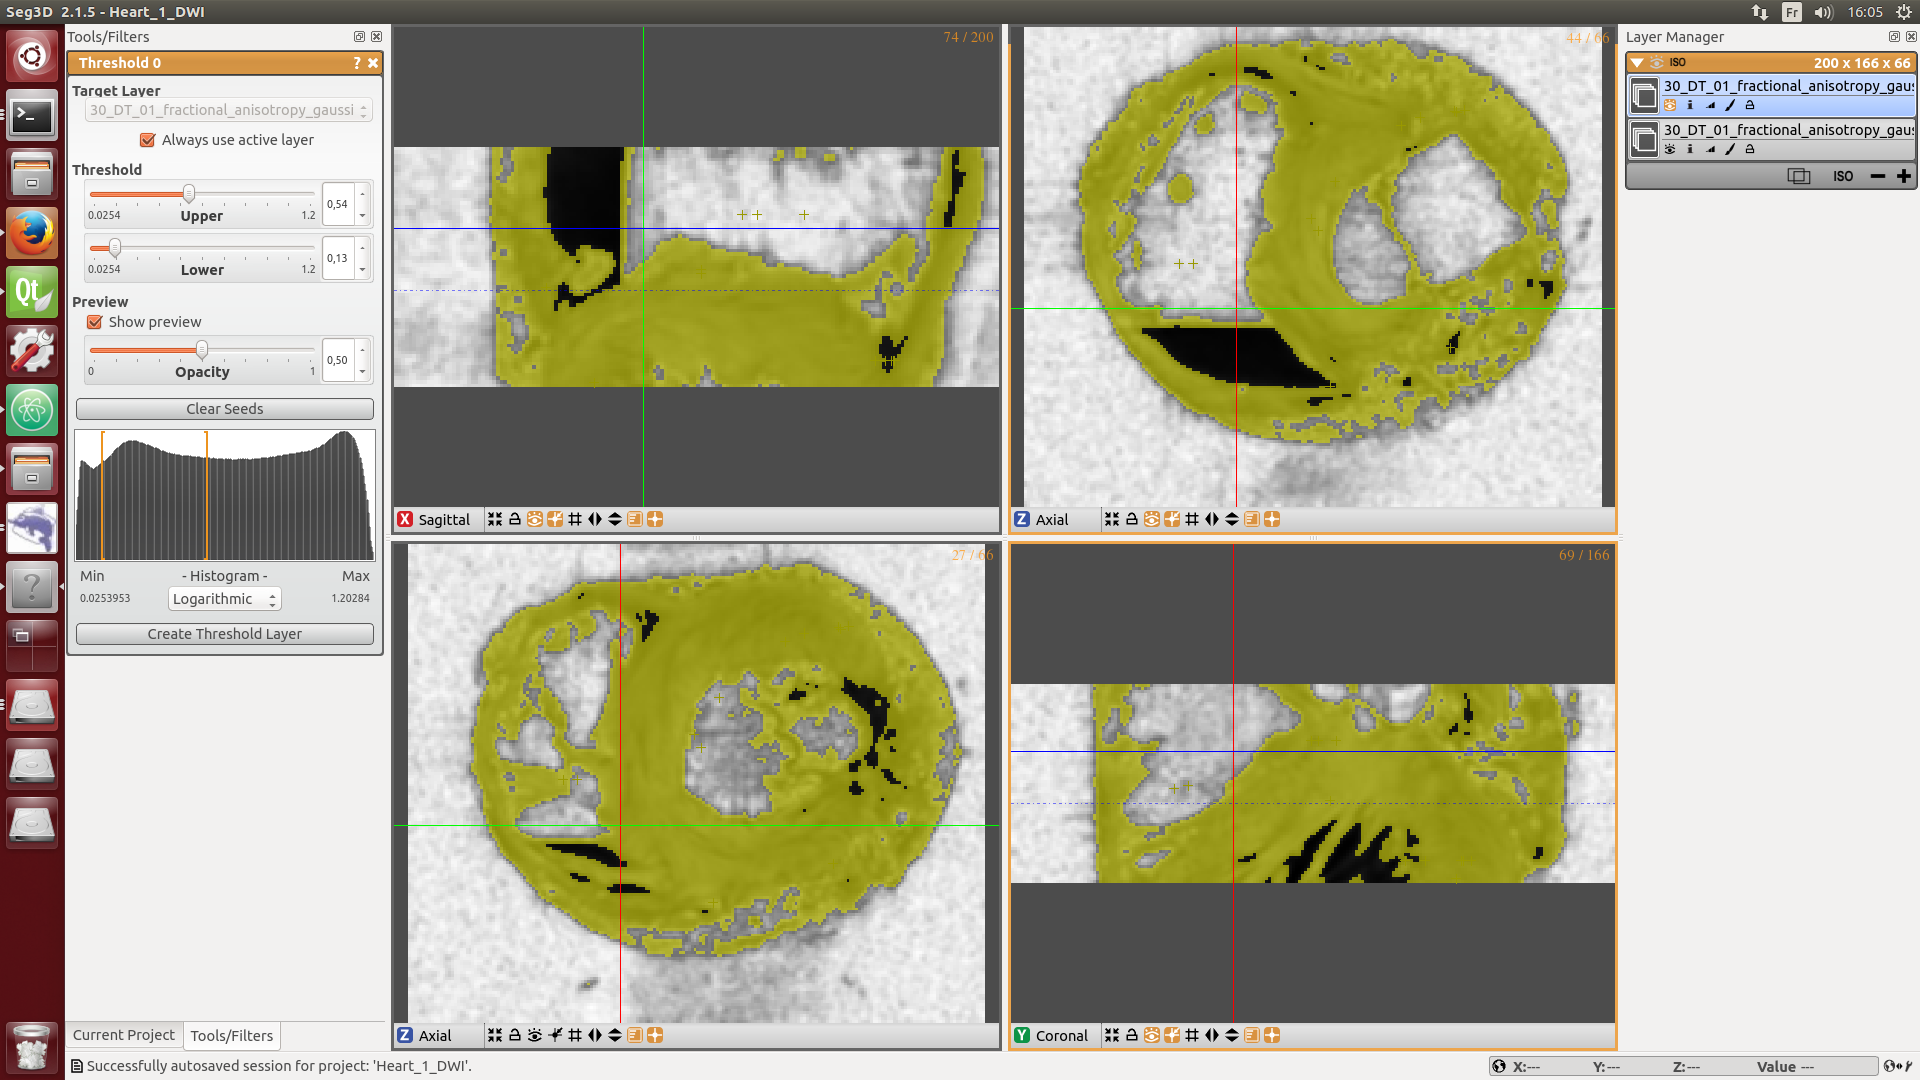 Seg3D 2.1.5 - Heart_1_DWI
Fr
16:05
Tools/Filters
Threshold 0
?
Target Layer
30_DT_01_fractional_anisotropy_gaussi
Always use active layer
Threshold
0,54
0.0254
Upper
1.2
0,13
0.0254
Lower
1.2
Preview
Show preview
0,50
0
Opacity
1
Clear Seeds
Min
- Histogram -
Max
0.0253953
Logarithmic
1.20284
Create Threshold Layer
Current Project
Tools/Filters
Successfully autosaved session for project: 'Heart_1_DWI'.
Qt
74 / 200
X
Sagittal
44 / 66
Z
Axial
27 / 66
Z
Axial
69 / 166
Y
Coronal
Layer Manager
ISO
200 x 166 x 66
30_DT_01_fractional_anisotropy_gaus
30_DT_01_fractional_anisotropy_gaus
ISO
X:---
Y:---
Z:---
Value ---